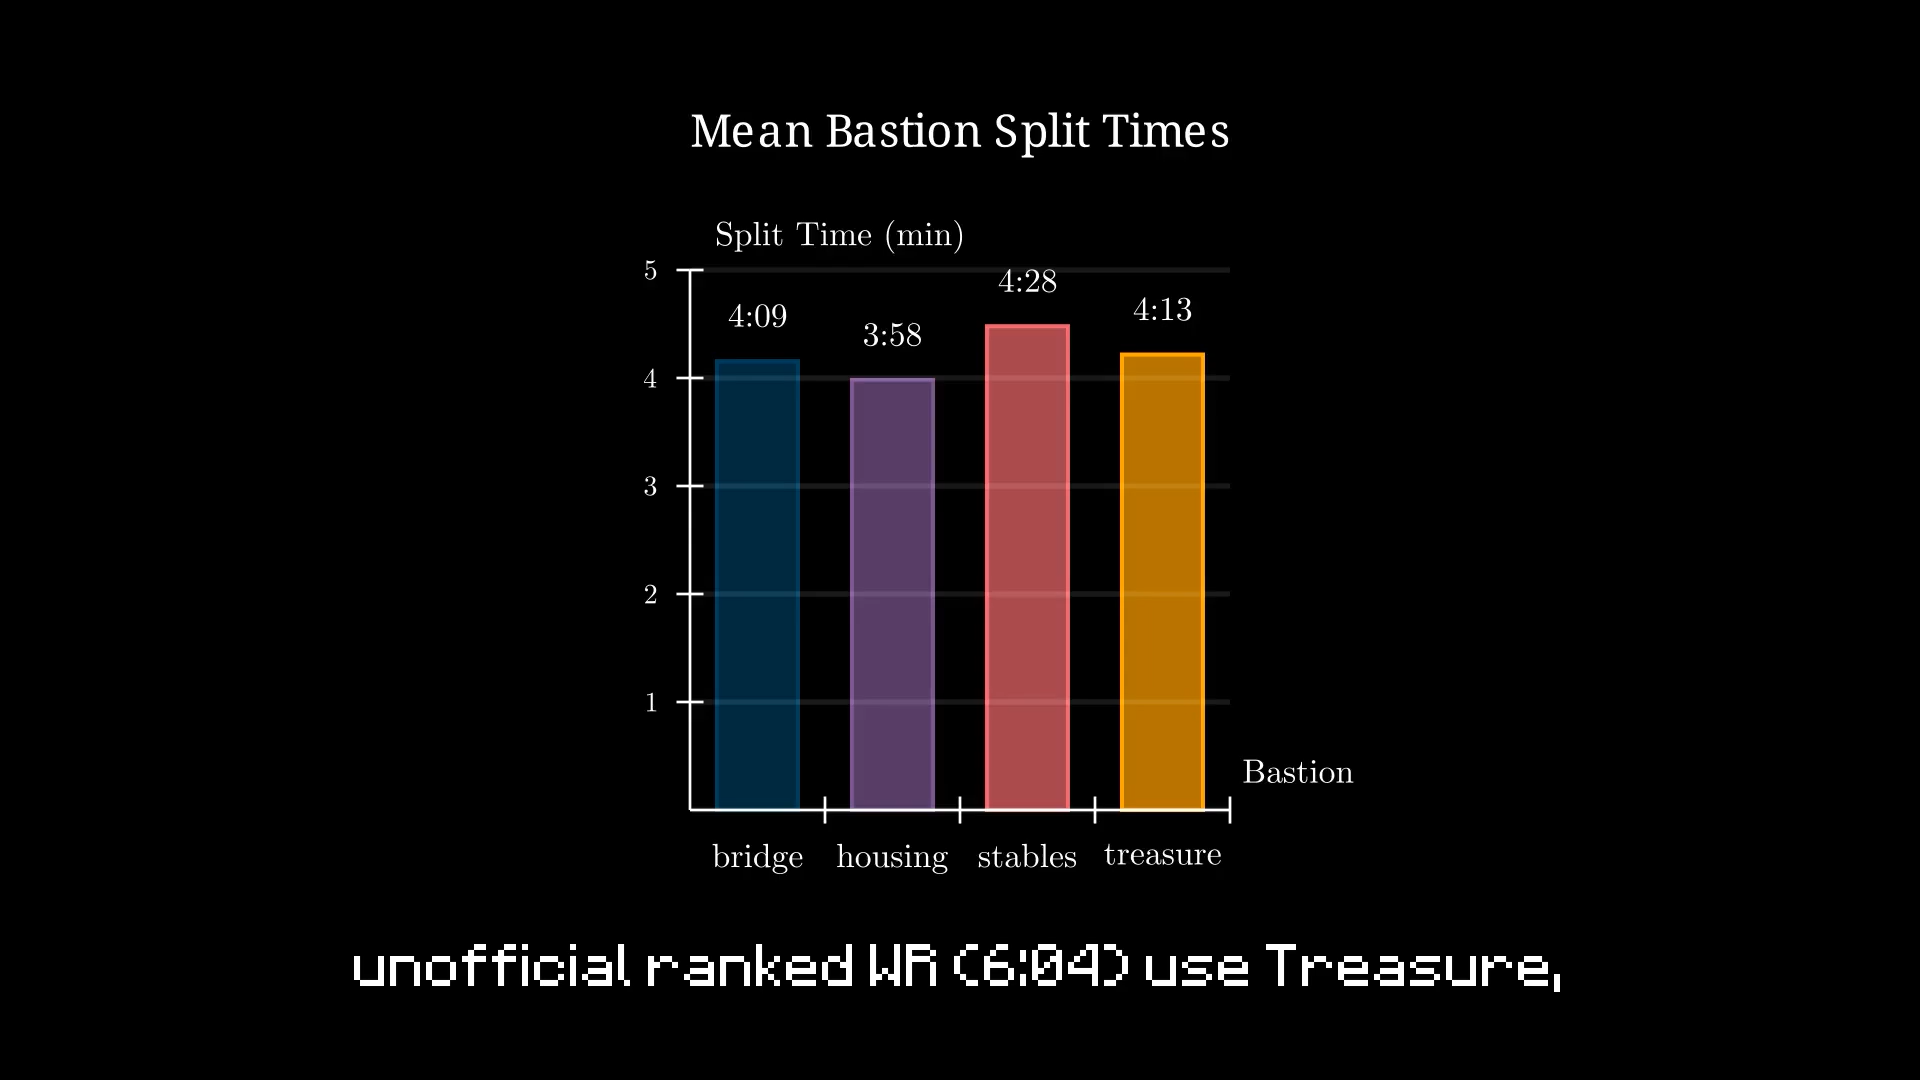 Mean Bastion Split Times
Split Time (min)
5
4:28
4:09
3:58
4:13
4
3
2
1
Bastion
bridge housing stables treasure
unofficial ranked WR (6:04) use Treasure,